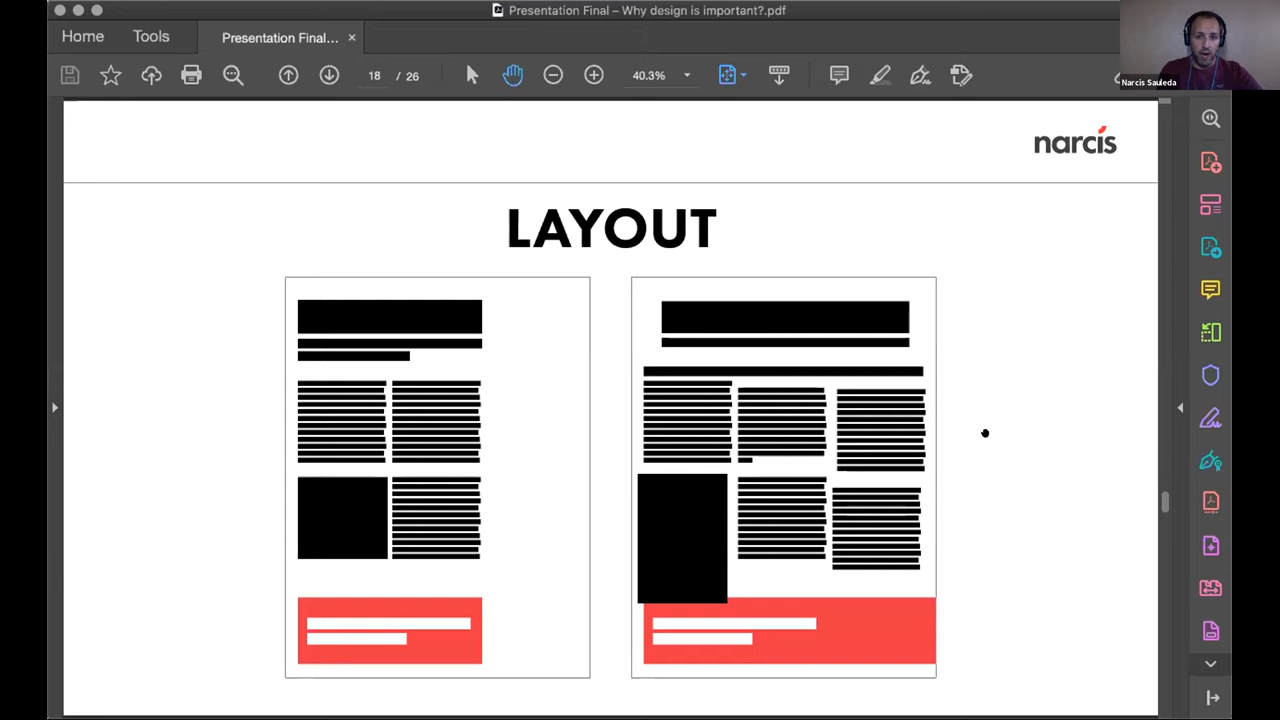 Presentation Final – Why design is important?.pdf
Home
Tools
Presentation Final...
×
18 / 26
40.3%
Narcis Sauleda
narcis
LAYOUT